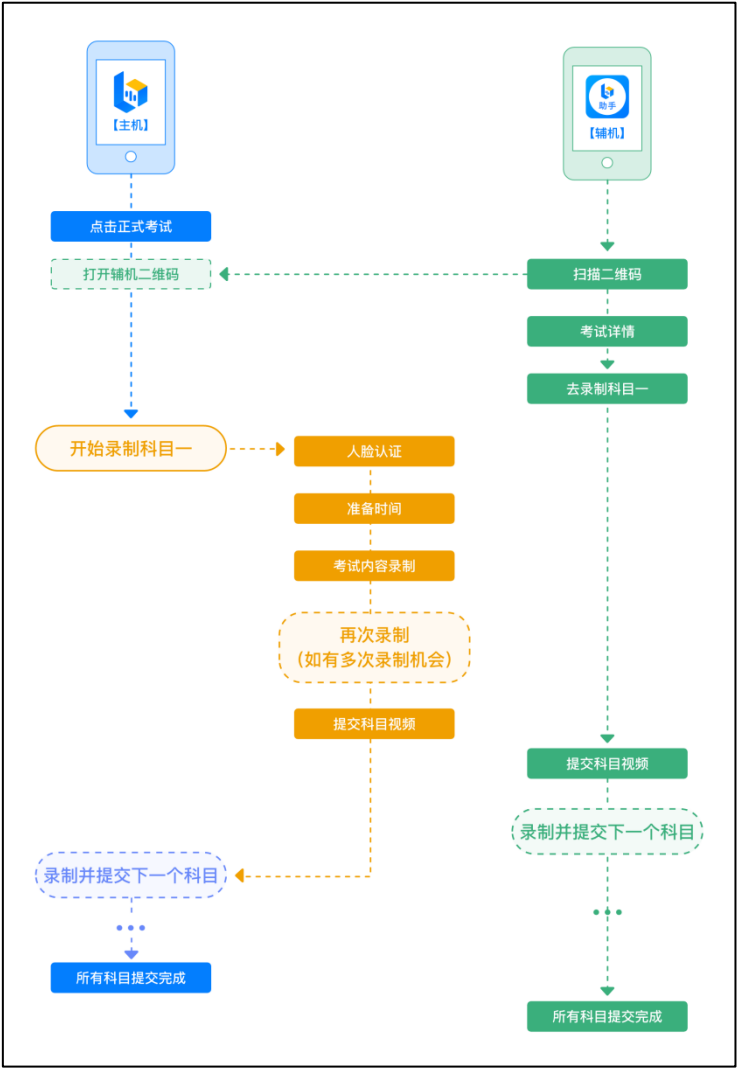 【主机】
助手
【辅机】
点击正式考试
打开辅机二维码
扫描二维码
考试详情
去录制科目一
开始录制科目一
人脸认证
准备时间
考试内容录制
再次录制
（如有多次录制机会）
提交科目视频
提交科目视频
录制并提交下一个科目
录制并提交下一个科目
所有科目提交完成
所有科目提交完成